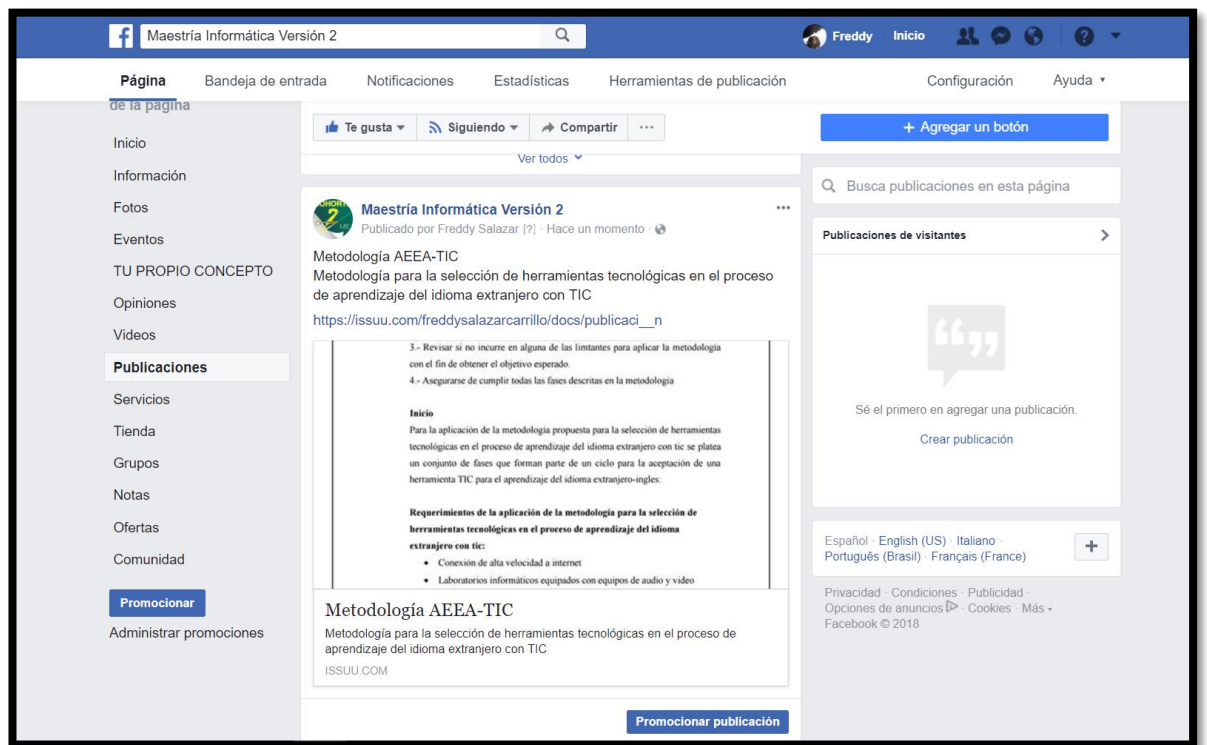 Maestría Informática Versión 2
Freddy
Inicio
Página
Bandeja de entrada
Notificaciones
Estadísticas
Herramientas de publicación
Configuración
Ayuda
de la página
Inicio
Información
Fotos
Eventos
TU PROPIO CONCEPTO
Opiniones
Videos
Publicaciones
Servicios
Tienda
Grupos
Notas
Ofertas
Comunidad
Promocionar
Administrar promociones
Te gusta
Siguiendo
Compartir
...
+ Agregar un botón
Ver todos
COHORT
2
ME
Maestría Informática Versión 2
...
Publicado por Freddy Salazar [?] · Hace un momento ·
Metodología AEEA-TIC
Metodología para la selección de herramientas tecnológicas en el proceso
de aprendizaje del idioma extranjero con TIC
https://issuu.com/freddysalazarcarrillo/docs/publicaci__n
3.- Revisar si no incurre en alguna de las limtantes para aplicar la metodología
con el fin de obtener el objetivo esperado.
4.- Asegurarse de cumplir todas las fases descritas en la metodología
Inicio
Para la aplicación de la metodología propuesta para la selección de herramientas
tecnológicas en el proceso de aprendizaje del idioma extranjero con tic se platea
un conjunto de fases que forman parte de un ciclo para la aceptación de una
herramienta TIC para el aprendizaje del idioma extranjero-ingles:
Requerimientos de la aplicación de la metodología para la selección de
herramientas tecnológicas en el proceso de aprendizaje del idioma
extranjero con tic:
• Conexión de alta velocidad a internet
• Laboratorios informáticos equipados con equipos de audio y video
Metodología AEEA-TIC
Metodología para la selección de herramientas tecnológicas en el proceso de
aprendizaje del idioma extranjero con TIC
ISSUU.COM
Promocionar publicación
Busca publicaciones en esta página
Publicaciones de visitantes
Sé el primero en agregar una publicación.
Crear publicación
Español · English (US) · Italiano ·
Português (Brasil) · Français (France)
+
Privacidad · Condiciones · Publicidad ·
Opciones de anuncios · Cookies · Más
Facebook © 2018